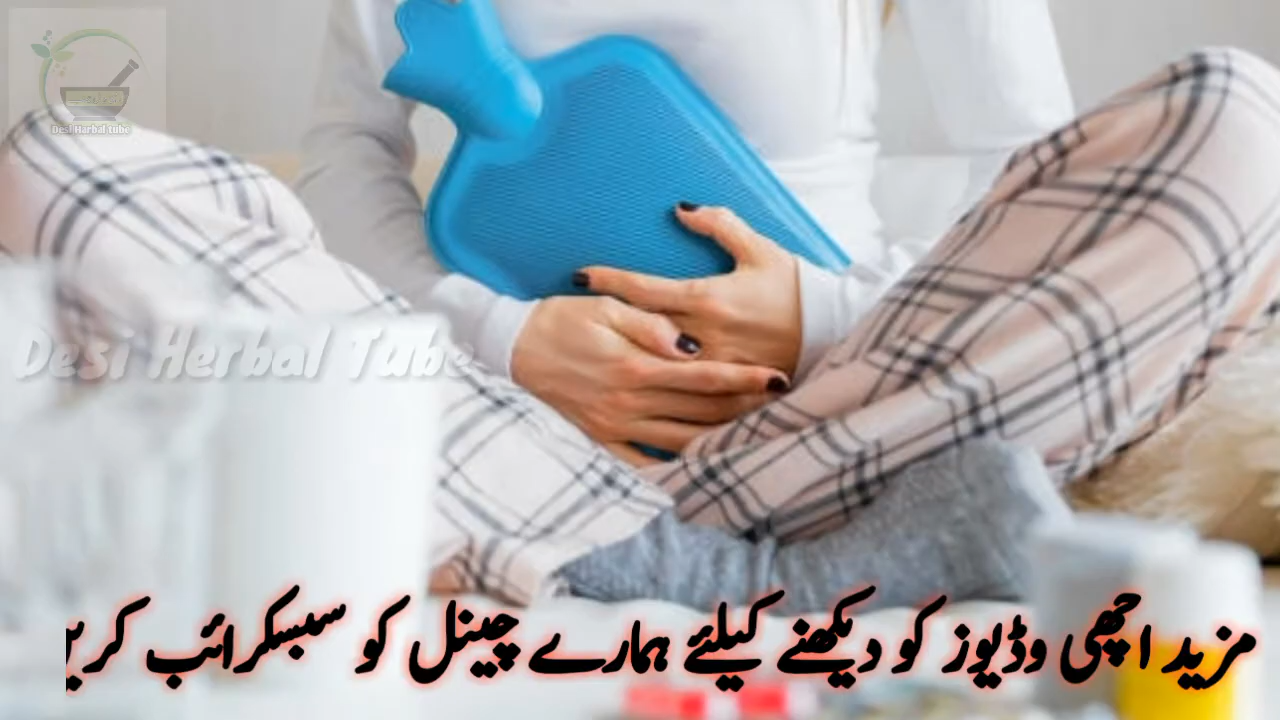 Desi Herbal tube
Desi Herbal Tube
مزید اچھی وڈیوز کو دیکھنے کیلئے ہمارے چینل کو سبسکرائب کریں